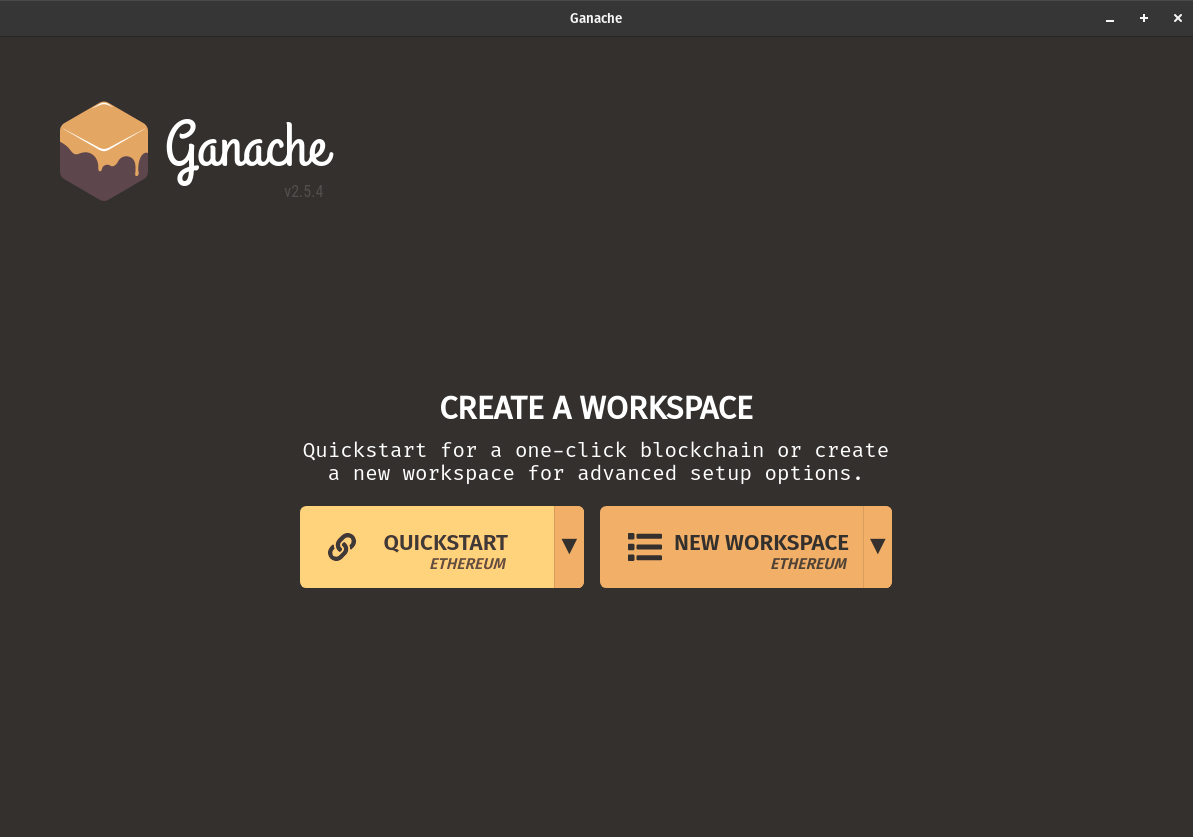 Ganache
Ganache
v2.5.4
CREATE A WORKSPACE
Quickstart for a one-click blockchain or create
a new workspace for advanced setup options.
QUICKSTART
ETHEREUM
NEW WORKSPACE
ETHEREUM